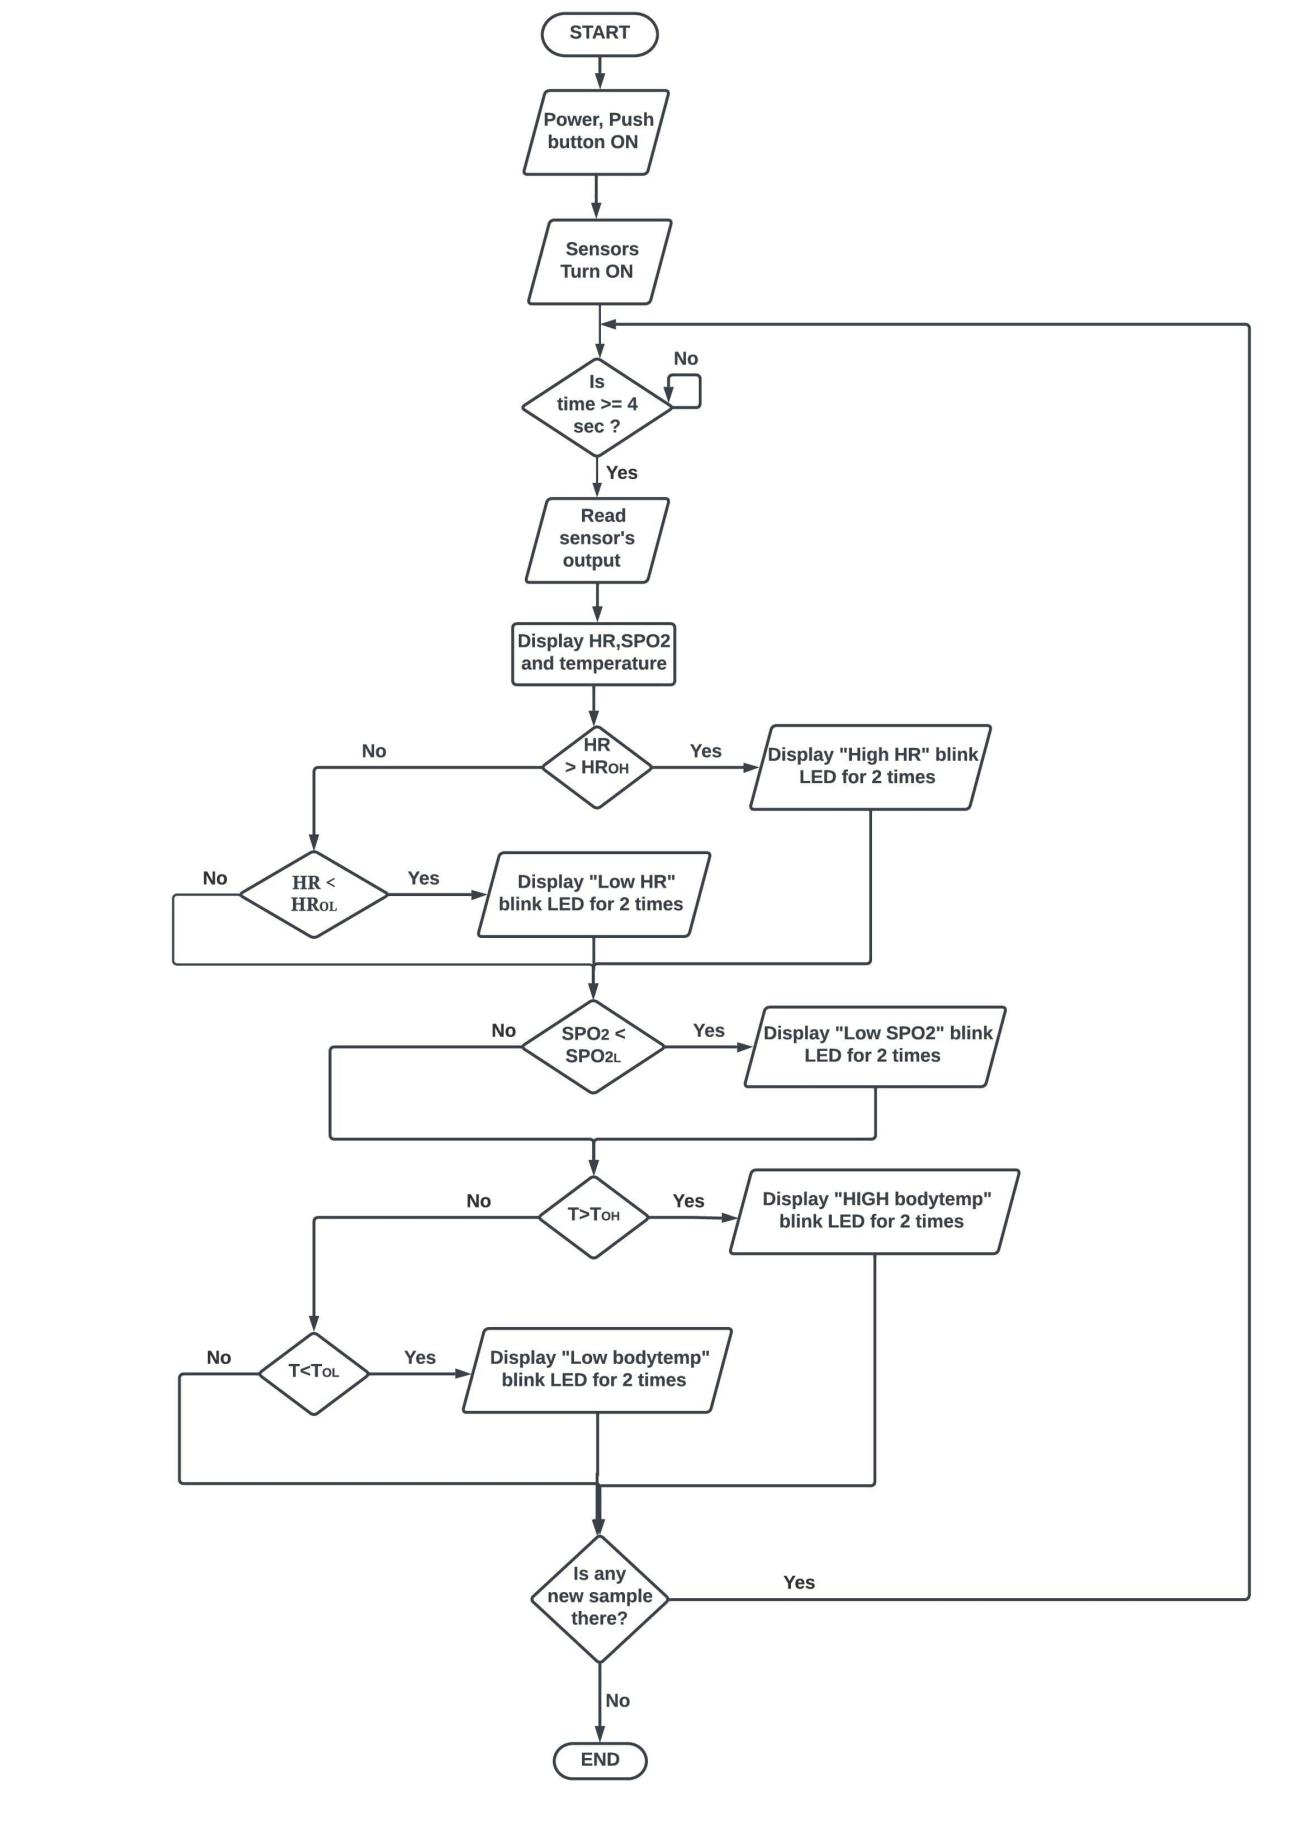 START
Power, Push
button ON
Sensors
Turn ON
No
Is
time >= 4
sec ?
Yes
Read
sensor's
output
Display HR,SPO2
and temperature
No
HR
> HROH
Yes
Display "High HR" blink
LED for 2 times
No
HR <
HROL
Yes
Display "Low HR"
blink LED for 2 times
No
SPO2 <
SPO2L
Yes
Display "Low SPO2" blink
LED for 2 times
No
T>TOH
Yes
Display "HIGH bodytemp"
blink LED for 2 times
No
T<TOL
Yes
Display "Low bodytemp"
blink LED for 2 times
Is any
new sample
there?
Yes
No
END